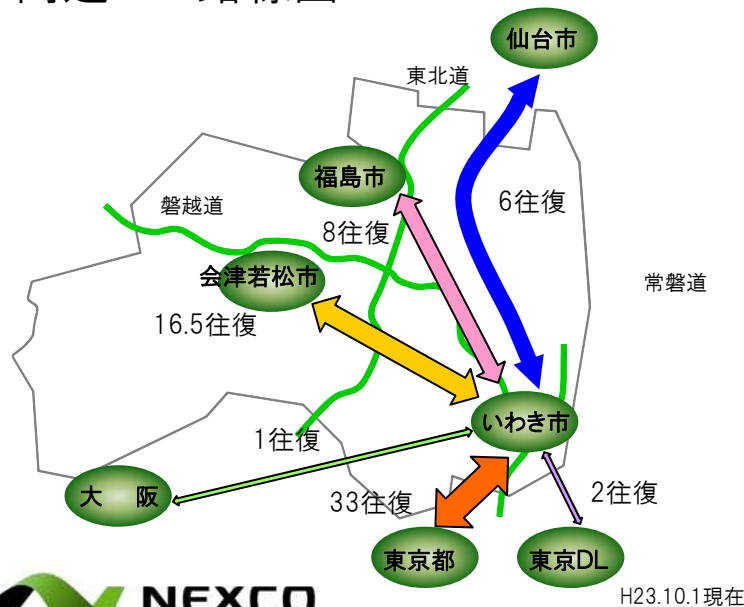 仙台市
東北道
福島市
磐越道
6往復
8往復
会津若松市
常磐道
16.5往復
いわき市
1往復
大 阪
33往復
2往復
東京都
東京DL
NEXCO
H23.10.1現在